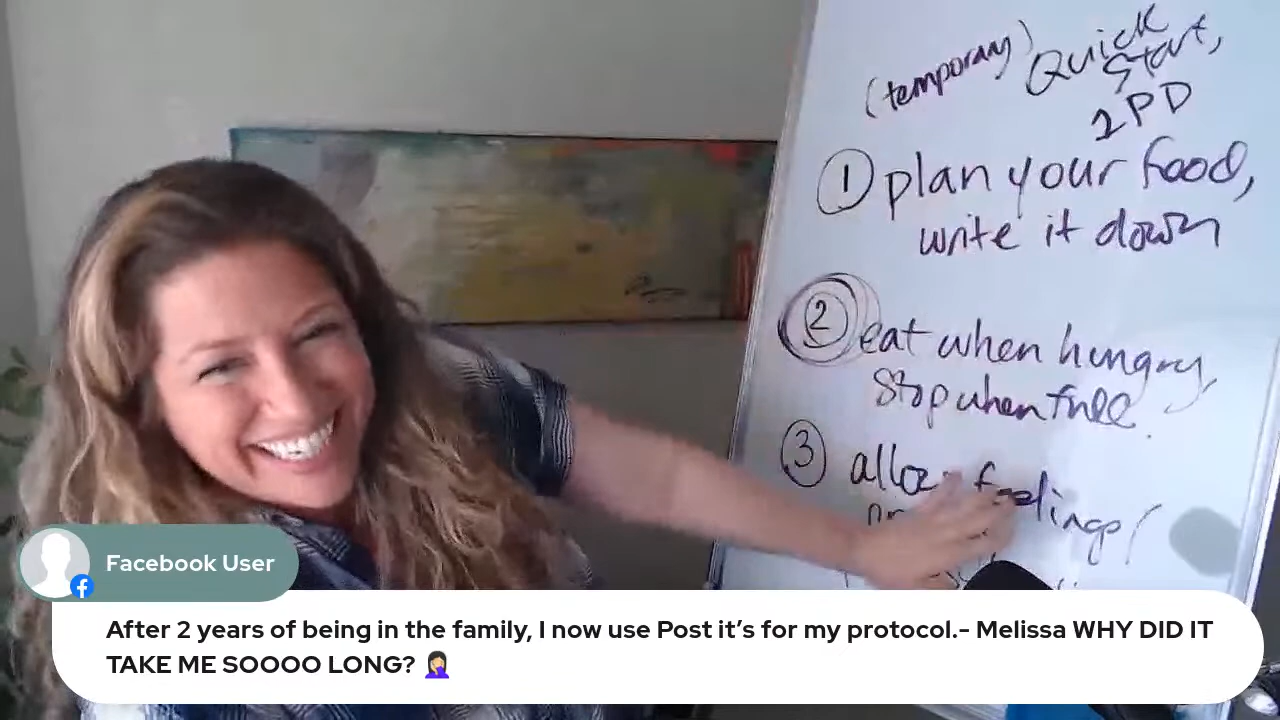 (temporary) Quick
Start,
2PD
① plan your food,
write it down
② eat when hungry,
stop when full.
③ allow feelings/
Facebook User
After 2 years of being in the family, I now use Post it’s for my protocol.- Melissa WHY DID IT
TAKE ME SOOOO LONG? 🤦‍♀️